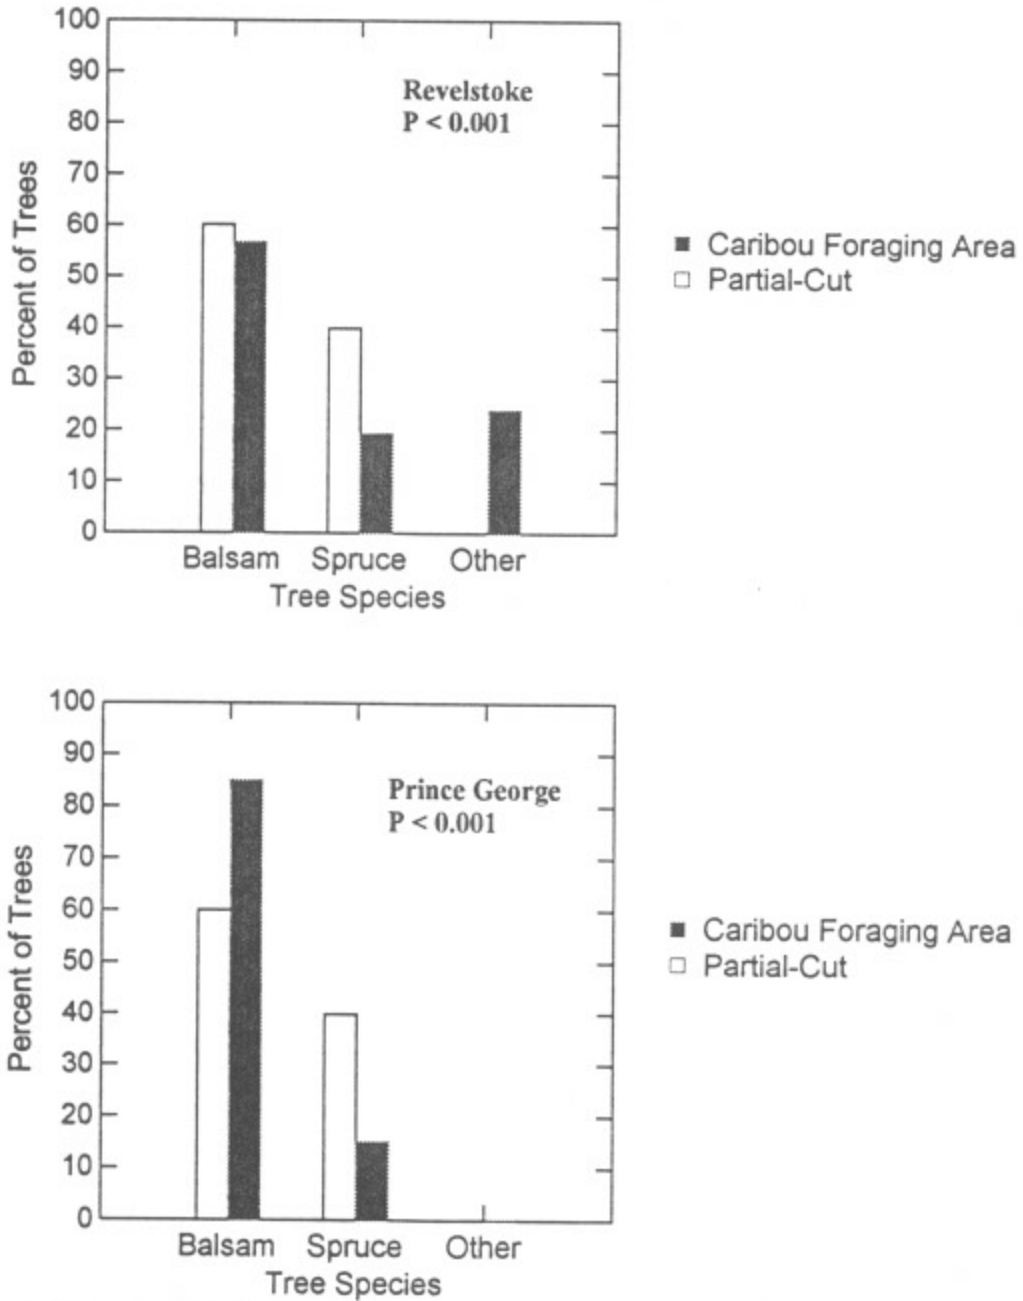 100
90
80
70
60
50
40
30
20
10
0
Percent of Trees
Revelstoke
P < 0.001
Caribou Foraging Area
Partial-Cut
Balsam Spruce Other
Tree Species
100
90
80
70
60
50
40
30
20
10
0
Percent of Trees
Prince George
P < 0.001
Caribou Foraging Area
Partial-Cut
Balsam Spruce Other
Tree Species